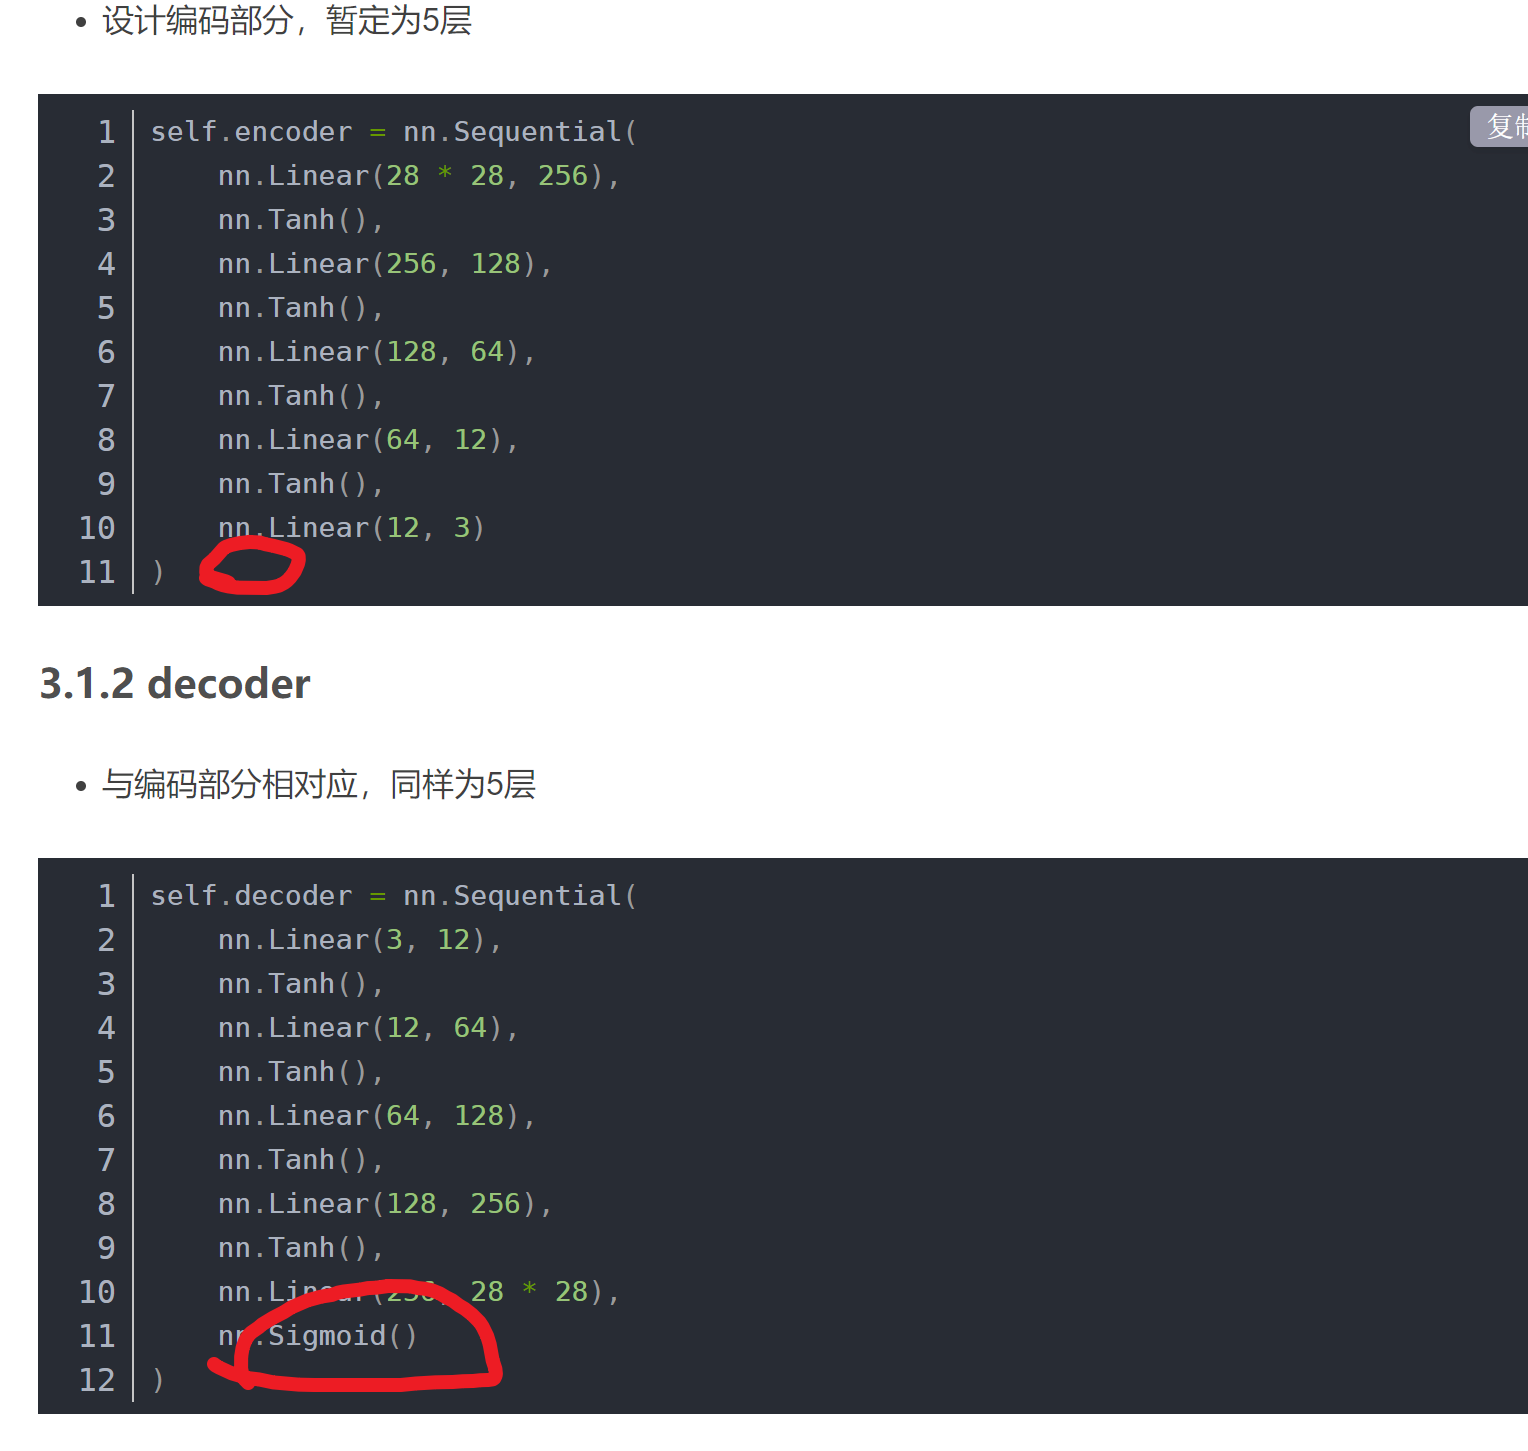 设计编码部分，暂定为5层
复制
1 self.encoder = nn.Sequential(
2 nn.Linear(28 * 28, 256),
3 nn.Tanh(),
4 nn.Linear(256, 128),
5 nn.Tanh(),
6 nn.Linear(128, 64),
7 nn.Tanh(),
8 nn.Linear(64, 12),
9 nn.Tanh(),
10 nn.Linear(12, 3)
11 )
3.1.2 decoder
与编码部分相对应，同样为5层
1 self.decoder = nn.Sequential(
2 nn.Linear(3, 12),
3 nn.Tanh(),
4 nn.Linear(12, 64),
5 nn.Tanh(),
6 nn.Linear(64, 128),
7 nn.Tanh(),
8 nn.Linear(128, 256),
9 nn.Tanh(),
10 nn.Linear(256, 28 * 28),
11 nn.Sigmoid()
12 )